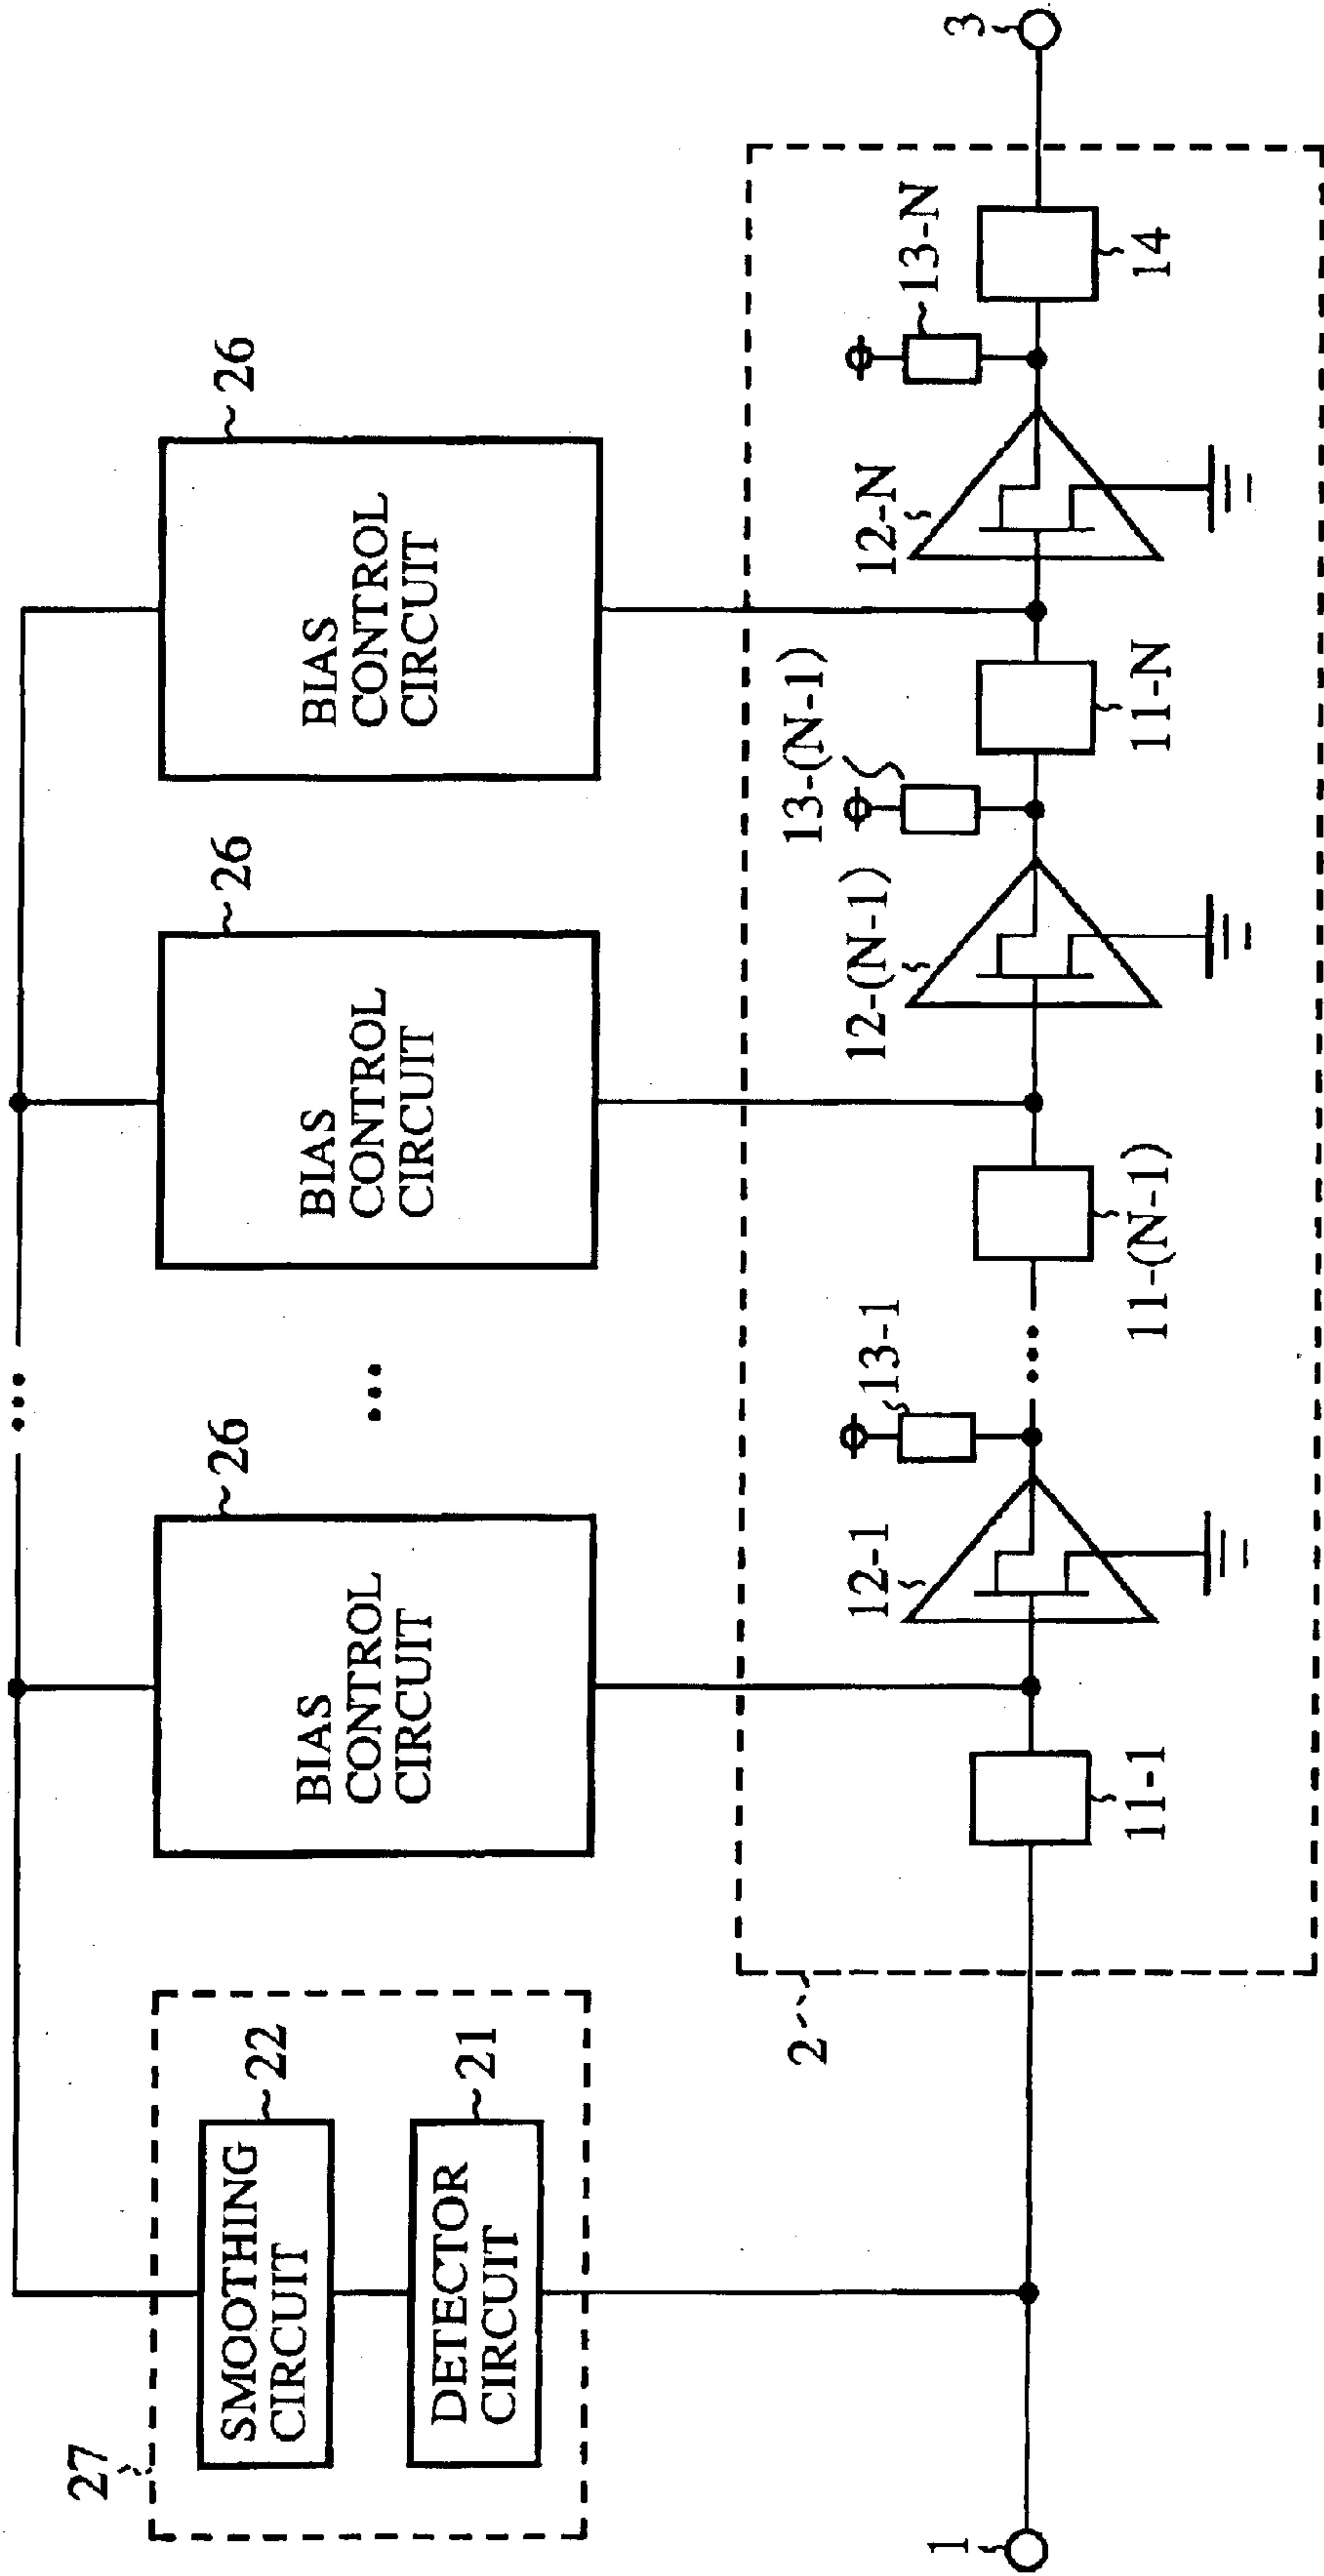 27
SMOOTHING
CIRCUIT
22
DETECTOR
CIRCUIT
21
BIAS
CONTROL
CIRCUIT
26
...
...
BIAS
CONTROL
CIRCUIT
26
BIAS
CONTROL
CIRCUIT
26
1
2
11-1
12-1
13-1
...
11-(N-1)
12-(N-1)
13-(N-1)
11-N
12-N
13-N
14
3